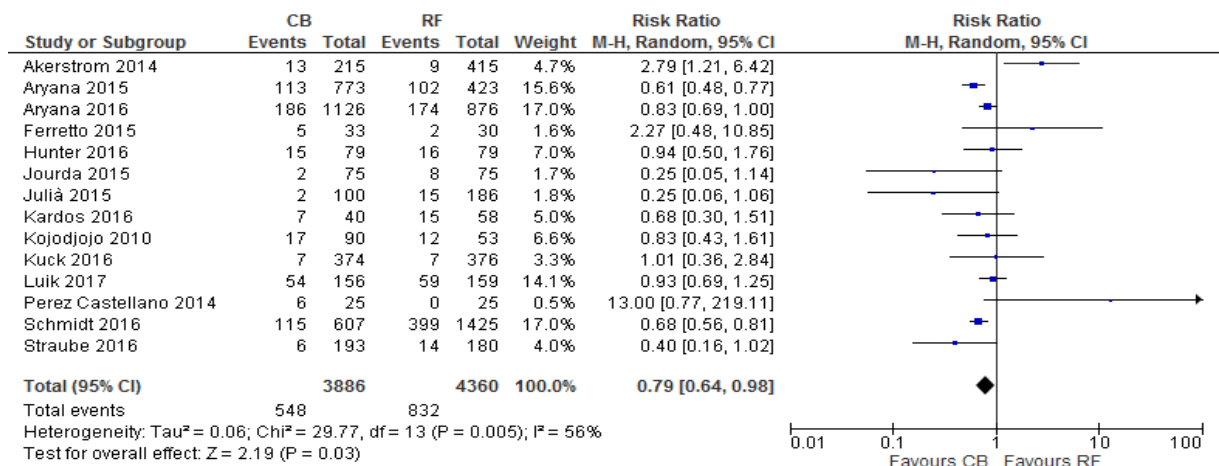 CB RF Risk Ratio Risk Ratio
Study or Subgroup Events Total Events Total Weight M-H, Random, 95% CI M-H, Random, 95% CI
Akerstrom 2014 13 215 9 415 4.7% 2.79 [1.21, 6.42]
Aryana 2015 113 773 102 423 15.6% 0.61 [0.48, 0.77]
Aryana 2016 186 1126 174 876 17.0% 0.83 [0.69, 1.00]
Ferretto 2015 5 33 2 30 1.6% 2.27 [0.48, 10.85]
Hunter 2016 15 79 16 79 7.0% 0.94 [0.50, 1.76]
Jourda 2015 2 75 8 75 1.7% 0.25 [0.05, 1.14]
Julià 2015 2 100 15 186 1.8% 0.25 [0.06, 1.06]
Kardos 2016 7 40 15 58 5.0% 0.68 [0.30, 1.51]
Kojodjojo 2010 17 90 12 53 6.6% 0.83 [0.43, 1.61]
Kuck 2016 7 374 7 376 3.3% 1.01 [0.36, 2.84]
Luik 2017 54 156 59 159 14.1% 0.93 [0.69, 1.25]
Perez Castellano 2014 6 25 0 25 0.5% 13.00 [0.77, 219.11]
Schmidt 2016 115 607 399 1425 17.0% 0.68 [0.56, 0.81]
Straube 2016 6 193 14 180 4.0% 0.40 [0.16, 1.02]
Total (95% CI) 3886 4360 100.0% 0.79 [0.64, 0.98]
Total events 548 832
Heterogeneity: Tau² = 0.06; Chi² = 29.77, df = 13 (P = 0.005); I² = 56%
Test for overall effect: Z = 2.19 (P = 0.03)
0.01 0.1 1 10 100
Favours CB Favours RF